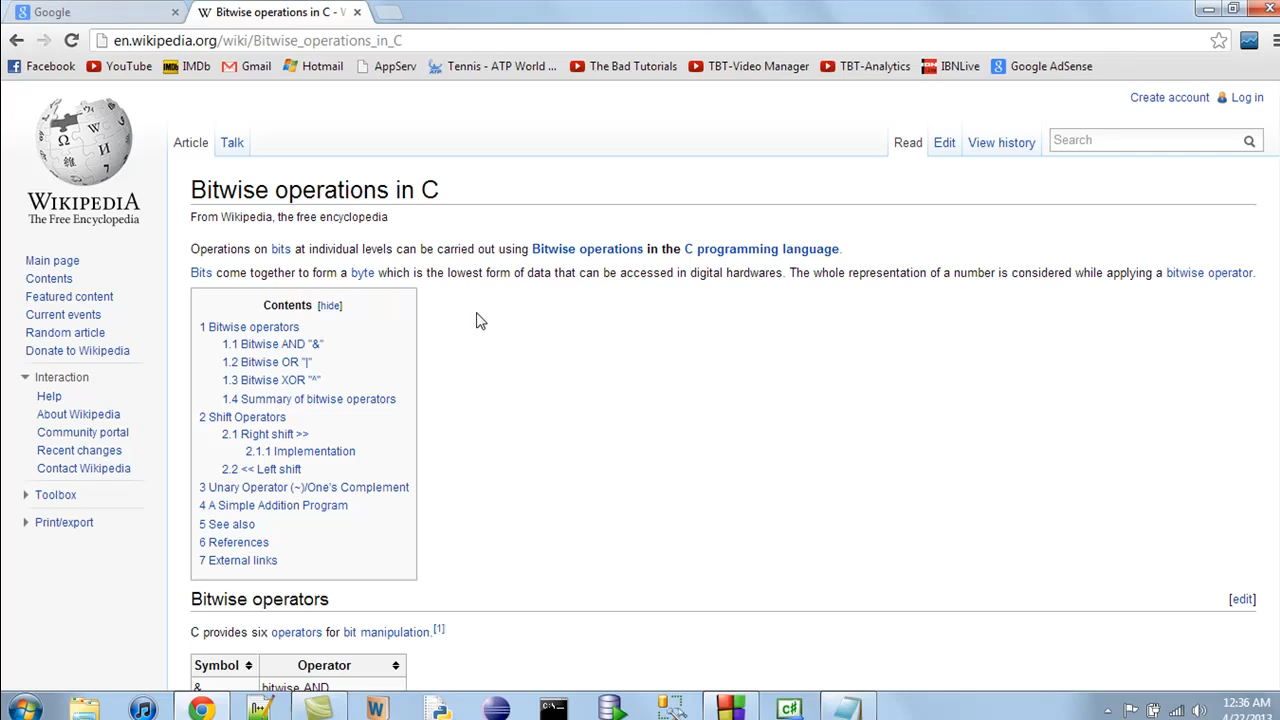 Google
Bitwise operations in C - W
en.wikipedia.org/wiki/Bitwise_operations_in_C
Facebook YouTube IMDb Gmail Hotmail AppServ Tennis - ATP World ... The Bad Tutorials TBT-Video Manager TBT-Analytics IBNLive Google AdSense
Create account Log in
Article Talk Read Edit View history Search
WIKIPEDIA
The Free Encyclopedia
Main page
Contents
Featured content
Current events
Random article
Donate to Wikipedia
Interaction
Help
About Wikipedia
Community portal
Recent changes
Contact Wikipedia
Toolbox
Print/export
Bitwise operations in C
From Wikipedia, the free encyclopedia
Operations on bits at individual levels can be carried out using Bitwise operations in the C programming language.
Bits come together to form a byte which is the lowest form of data that can be accessed in digital hardwares. The whole representation of a number is considered while applying a bitwise operator.
Contents [hide]
1 Bitwise operators
1.1 Bitwise AND "&"
1.2 Bitwise OR "|"
1.3 Bitwise XOR "^"
1.4 Summary of bitwise operators
2 Shift Operators
2.1 Right shift >>
2.1.1 Implementation
2.2 << Left shift
3 Unary Operator (~)/One's Complement
4 A Simple Addition Program
5 See also
6 References
7 External links
Bitwise operators [edit]
C provides six operators for bit manipulation.[1]
Symbol Operator
& bitwise AND
12:36 AM
4/22/2013